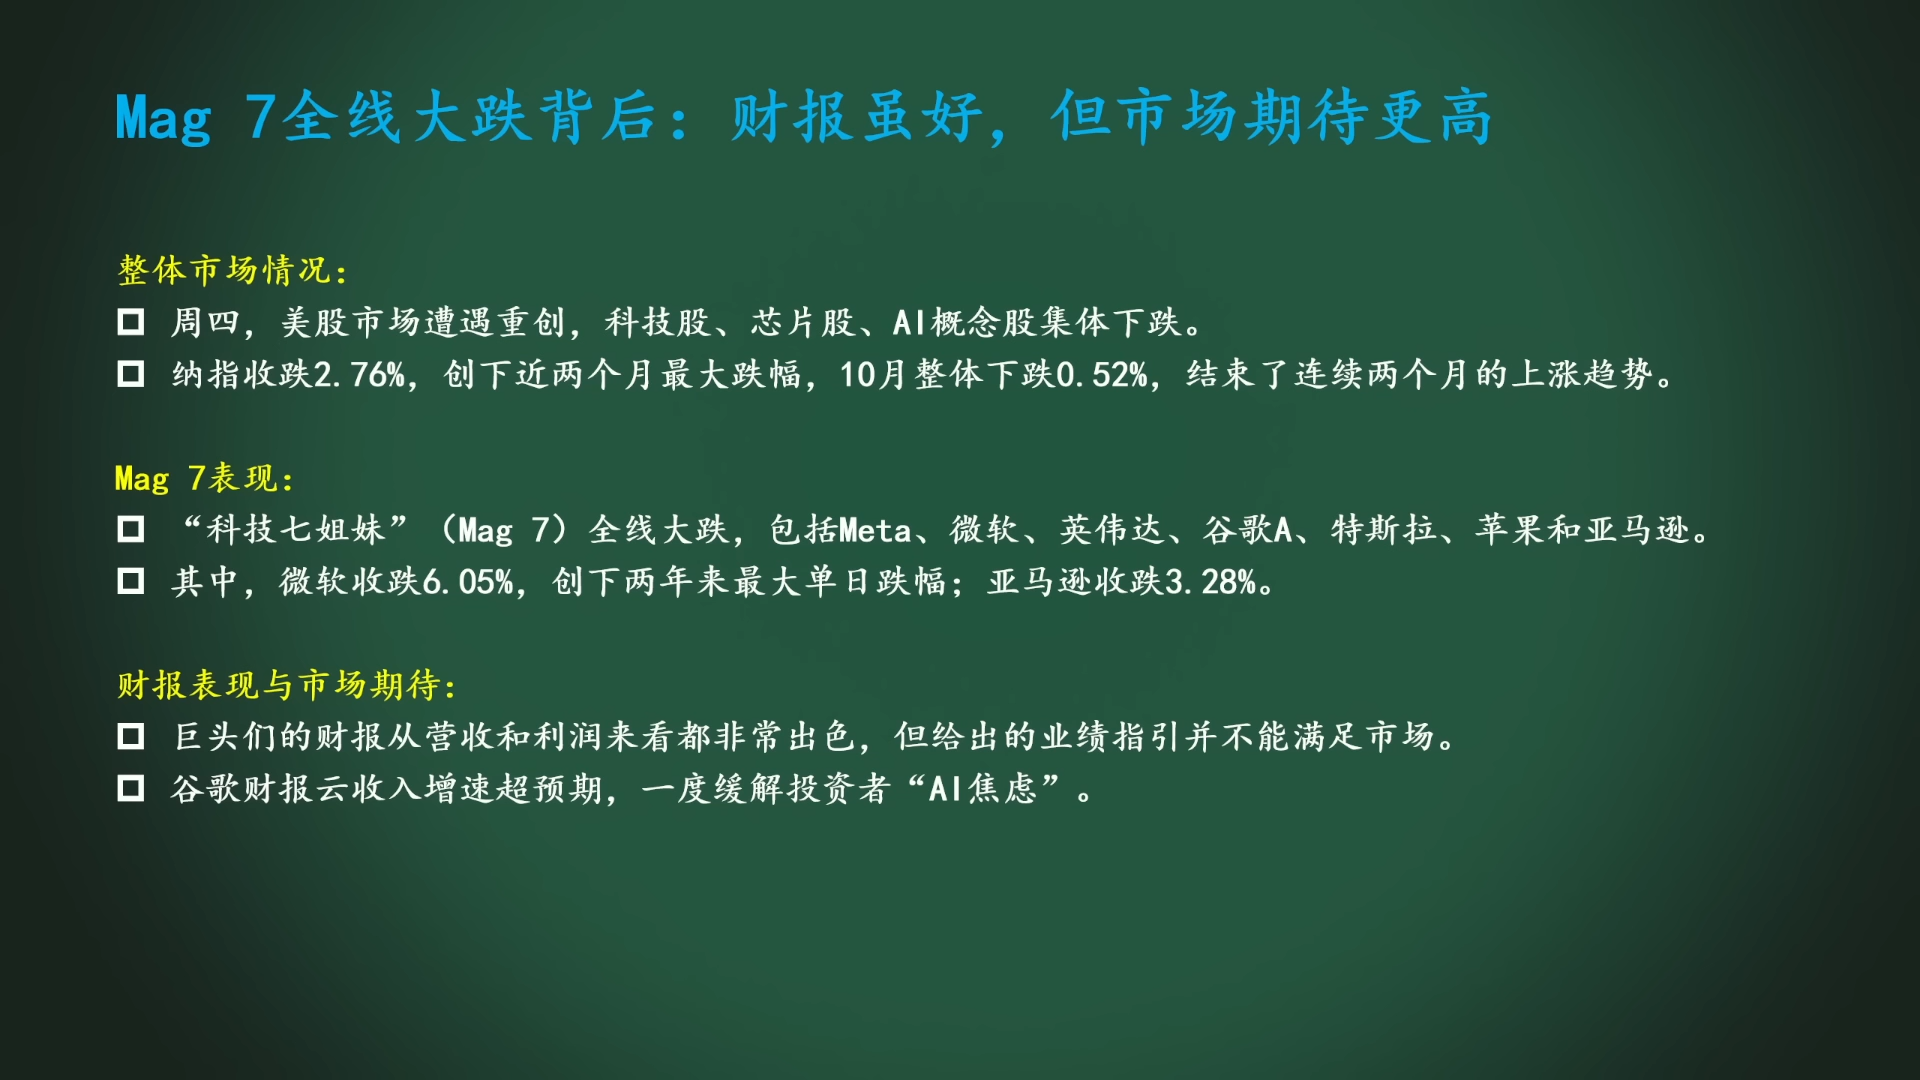 Mag 7全线大跌背后：财报虽好，但市场期待更高
整体市场情况：
周四，美股市场遭遇重创，科技股、芯片股、AI概念股集体下跌。
纳指收跌2.76%，创下近两个月最大跌幅，10月整体下跌0.52%，结束了连续两个月的上涨趋势。
Mag 7表现：
“科技七姐妹”（Mag 7）全线大跌，包括Meta、微软、英伟达、谷歌A、特斯拉、苹果和亚马逊。
其中，微软收跌6.05%，创下两年来最大单日跌幅；亚马逊收跌3.28%。
财报表现与市场期待：
巨头们的财报从营收和利润来看都非常出色，但给出的业绩指引并不能满足市场。
谷歌财报云收入增速超预期，一度缓解投资者“AI焦虑”。